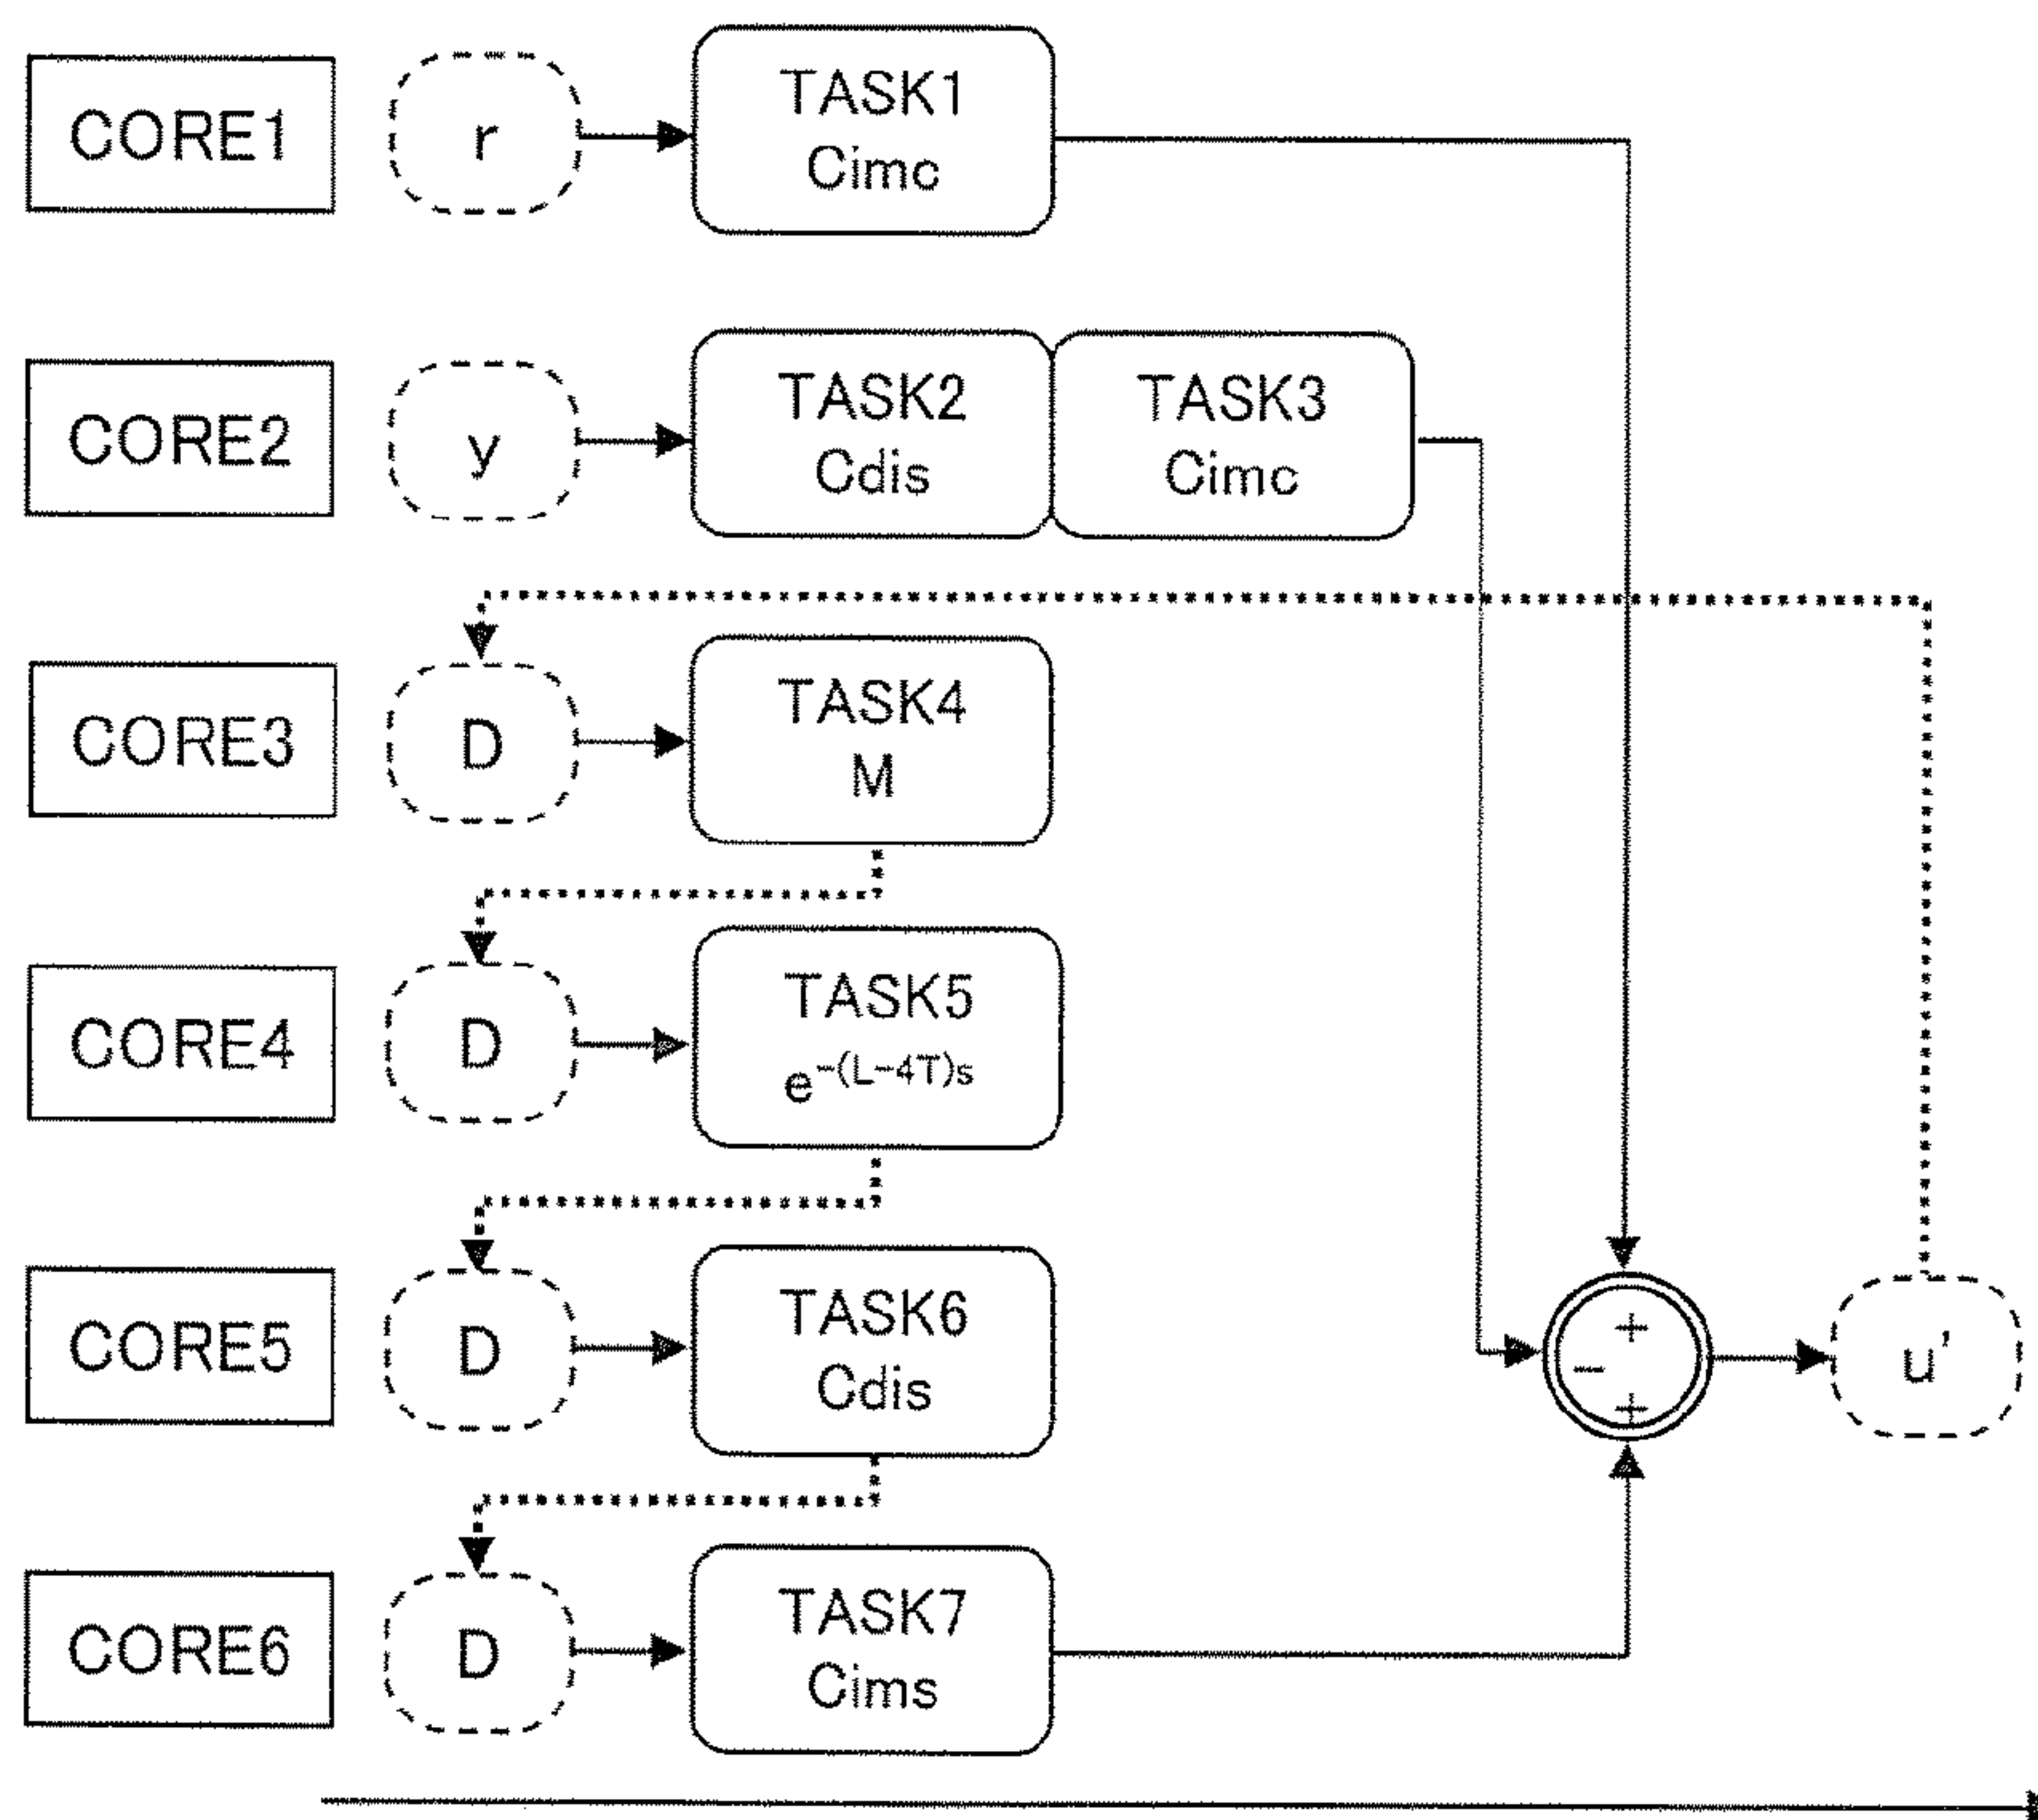 CORE1
r
TASK1
Cimc
CORE2
y
TASK2
Cdis
TASK3
Cimc
CORE3
D
TASK4
M
CORE4
D
TASK5
e^-(L-4T)s
CORE5
D
TASK6
Cdis
+
-
+
u'
CORE6
D
TASK7
Cims